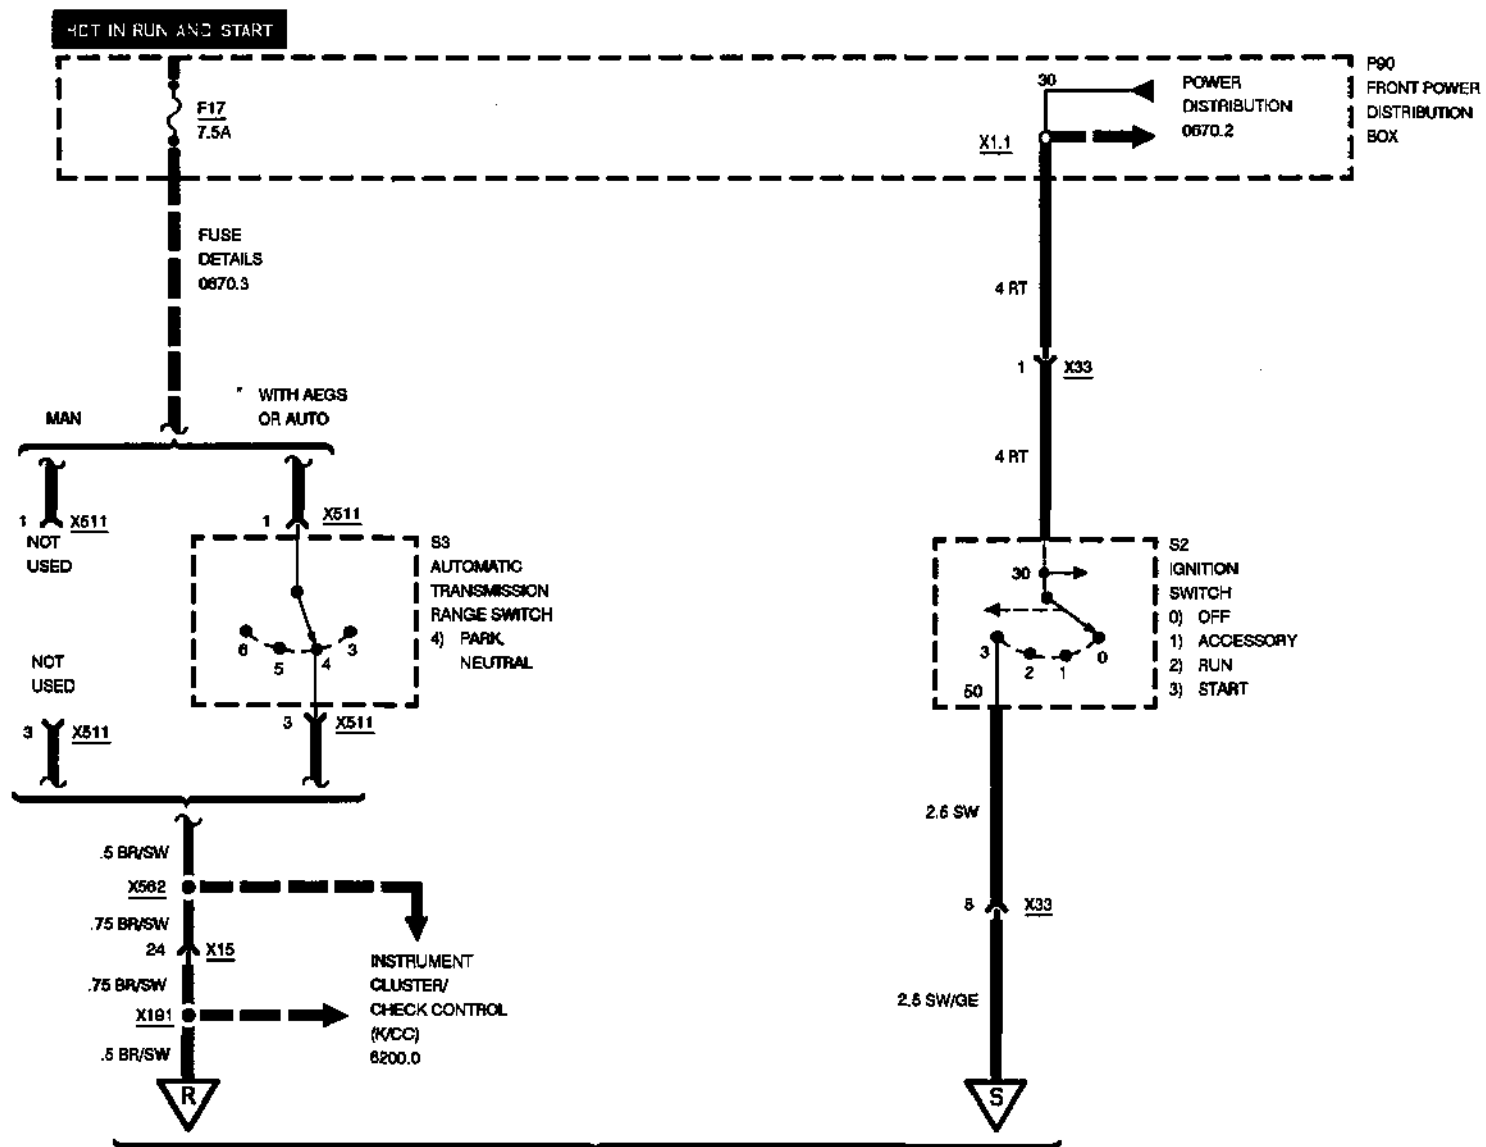 HOT IN RUN AND START
P90
FRONT POWER
DISTRIBUTION
BOX
F17
7.5A
30
POWER
DISTRIBUTION
0670.2
X1.1
FUSE
DETAILS
0670.3
4 RT
1 X33
4 RT
MAN
* WITH AEGS
OR AUTO
1 X511
NOT
USED
1 X511
S3
AUTOMATIC
TRANSMISSION
RANGE SWITCH
4) PARK,
NEUTRAL
6 5 4 3
NOT
USED
3 X511
3 X511
S2
IGNITION
SWITCH
0) OFF
1) ACCESSORY
2) RUN
3) START
30
3 2 1 0
50
.5 BR/SW
X562
.75 BR/SW
24 X15
.75 BR/SW
X191
.5 BR/SW
R
INSTRUMENT
CLUSTER/
CHECK CONTROL
(K/CC)
6200.0
2.5 SW
8 X33
2.5 SW/GE
S